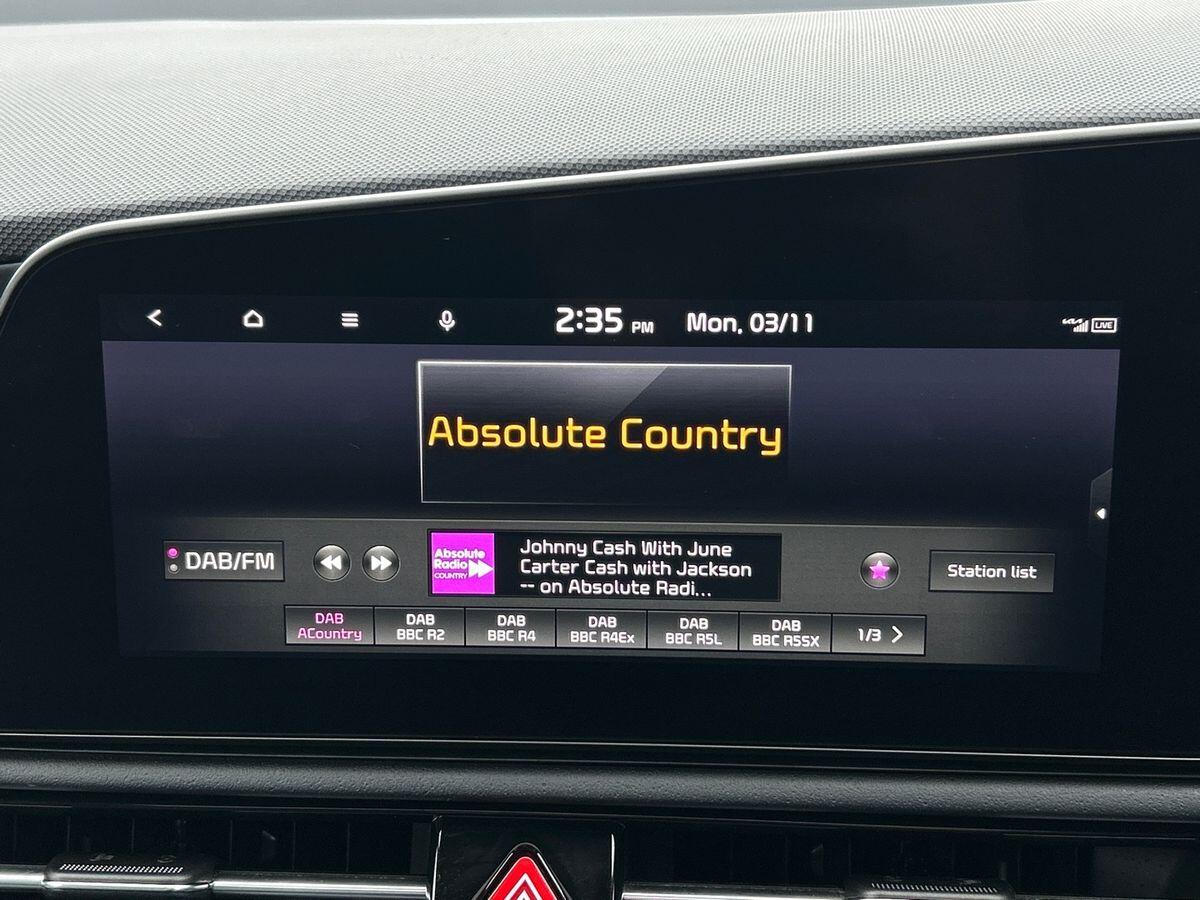 2:35 PM Mon, 03/11
LIVE
Absolute Country
DAB/FM
Absolute
Radio
COUNTRY
Johnny Cash With June
Carter Cash with Jackson
-- on Absolute Radi...
Station list
DAB
ACountry
DAB
BBC R2
DAB
BBC R4
DAB
BBC R4Ex
DAB
BBC R5L
DAB
BBC R5SX
1/3